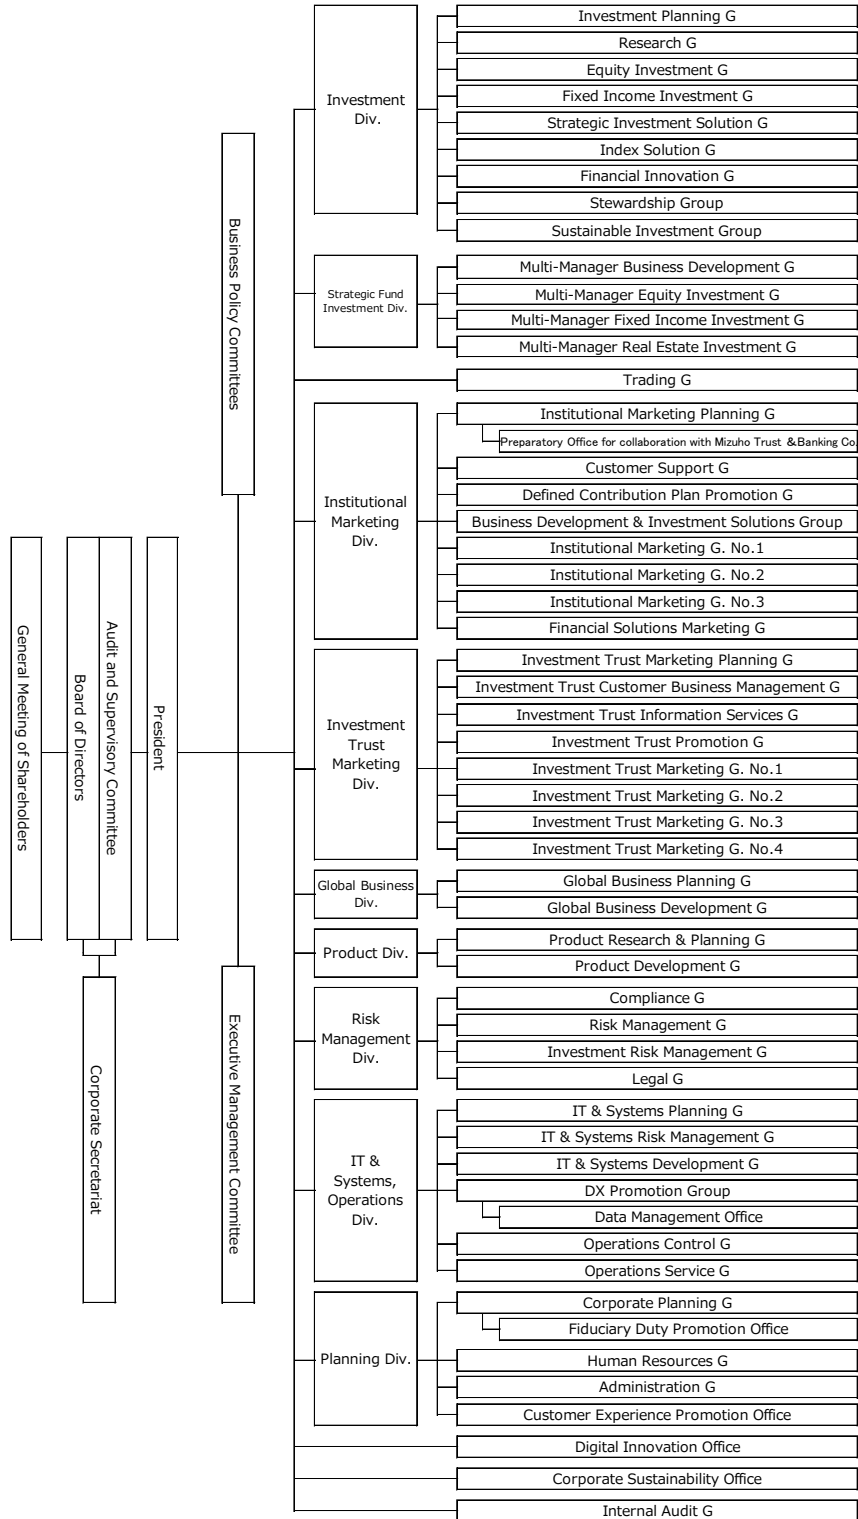 General Meeting of Shareholders
Board of Directors
Audit and Supervisory Committee
Corporate Secretariat
President
Business Policy Committees
Executive Management Committee
Investment
Div.
Investment Planning G
Research G
Equity Investment G
Fixed Income Investment G
Strategic Investment Solution G
Index Solution G
Financial Innovation G
Stewardship Group
Sustainable Investment Group
Strategic Fund
Investment Div.
Multi-Manager Business Development G
Multi-Manager Equity Investment G
Multi-Manager Fixed Income Investment G
Multi-Manager Real Estate Investment G
Trading G
Institutional
Marketing
Div.
Institutional Marketing Planning G
Preparatory Office for collaboration with Mizuho Trust &Banking Co.
Customer Support G
Defined Contribution Plan Promotion G
Business Development & Investment Solutions Group
Institutional Marketing G. No.1
Institutional Marketing G. No.2
Institutional Marketing G. No.3
Financial Solutions Marketing G
Investment
Trust
Marketing
Div.
Investment Trust Marketing Planning G
Investment Trust Customer Business Management G
Investment Trust Information Services G
Investment Trust Promotion G
Investment Trust Marketing G. No.1
Investment Trust Marketing G. No.2
Investment Trust Marketing G. No.3
Investment Trust Marketing G. No.4
Global Business
Div.
Global Business Planning G
Global Business Development G
Product Div.
Product Research & Planning G
Product Development G
Risk
Management
Div.
Compliance G
Risk Management G
Investment Risk Management G
Legal G
IT &
Systems,
Operations
Div.
IT & Systems Planning G
IT & Systems Risk Management G
IT & Systems Development G
DX Promotion Group
Data Management Office
Operations Control G
Operations Service G
Planning Div.
Corporate Planning G
Fiduciary Duty Promotion Office
Human Resources G
Administration G
Customer Experience Promotion Office
Digital Innovation Office
Corporate Sustainability Office
Internal Audit G